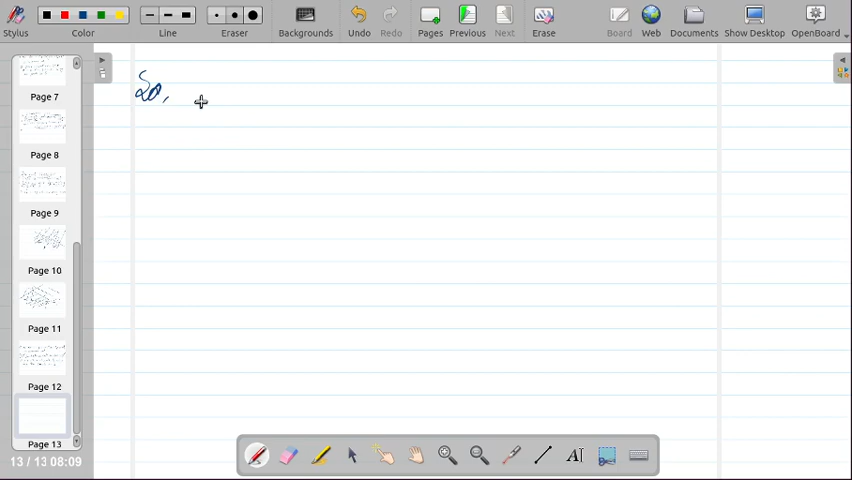 Stylus Color Line Eraser Backgrounds Undo Redo Pages Previous Next Erase Board Web Documents Show Desktop OpenBoard
So,
Page 7
Page 8
Page 9
Page 10
Page 11
Page 12
Page 13
13 / 13 08:09